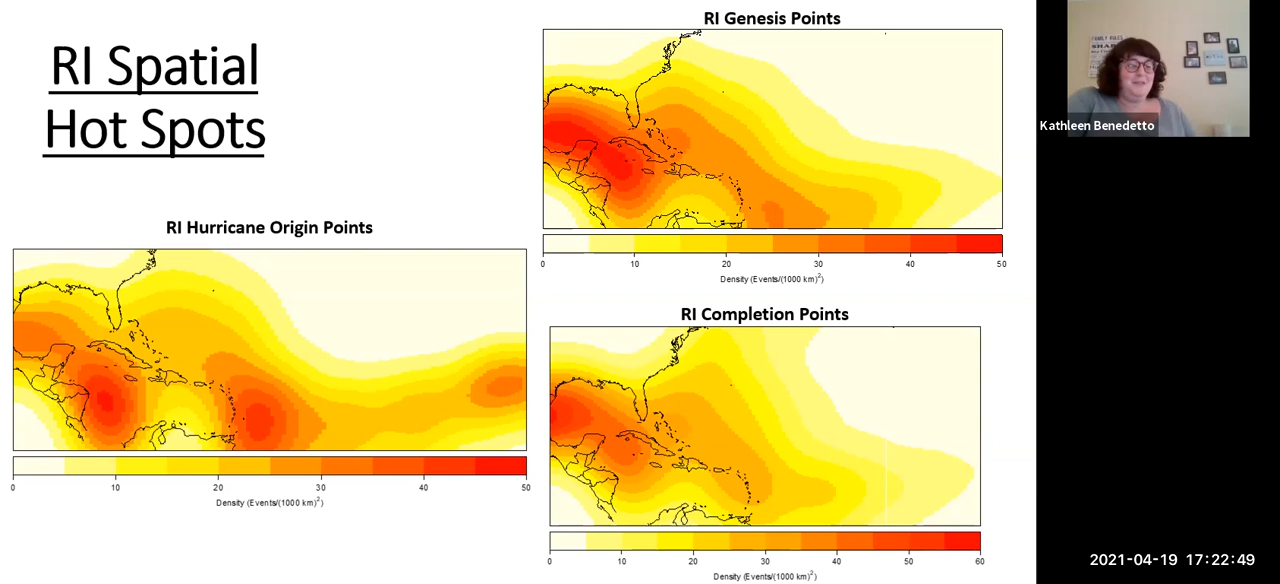 RI Spatial
Hot Spots
RI Hurricane Origin Points
0 10 20 30 40 50
Density (Events/(1000 km)²)
RI Genesis Points
0 10 20 30 40 50
Density (Events/(1000 km)²)
RI Completion Points
0 10 20 30 40 50 60
Density (Events/(1000 km)²)
Kathleen Benedetto
2021-04-19 17:22:49